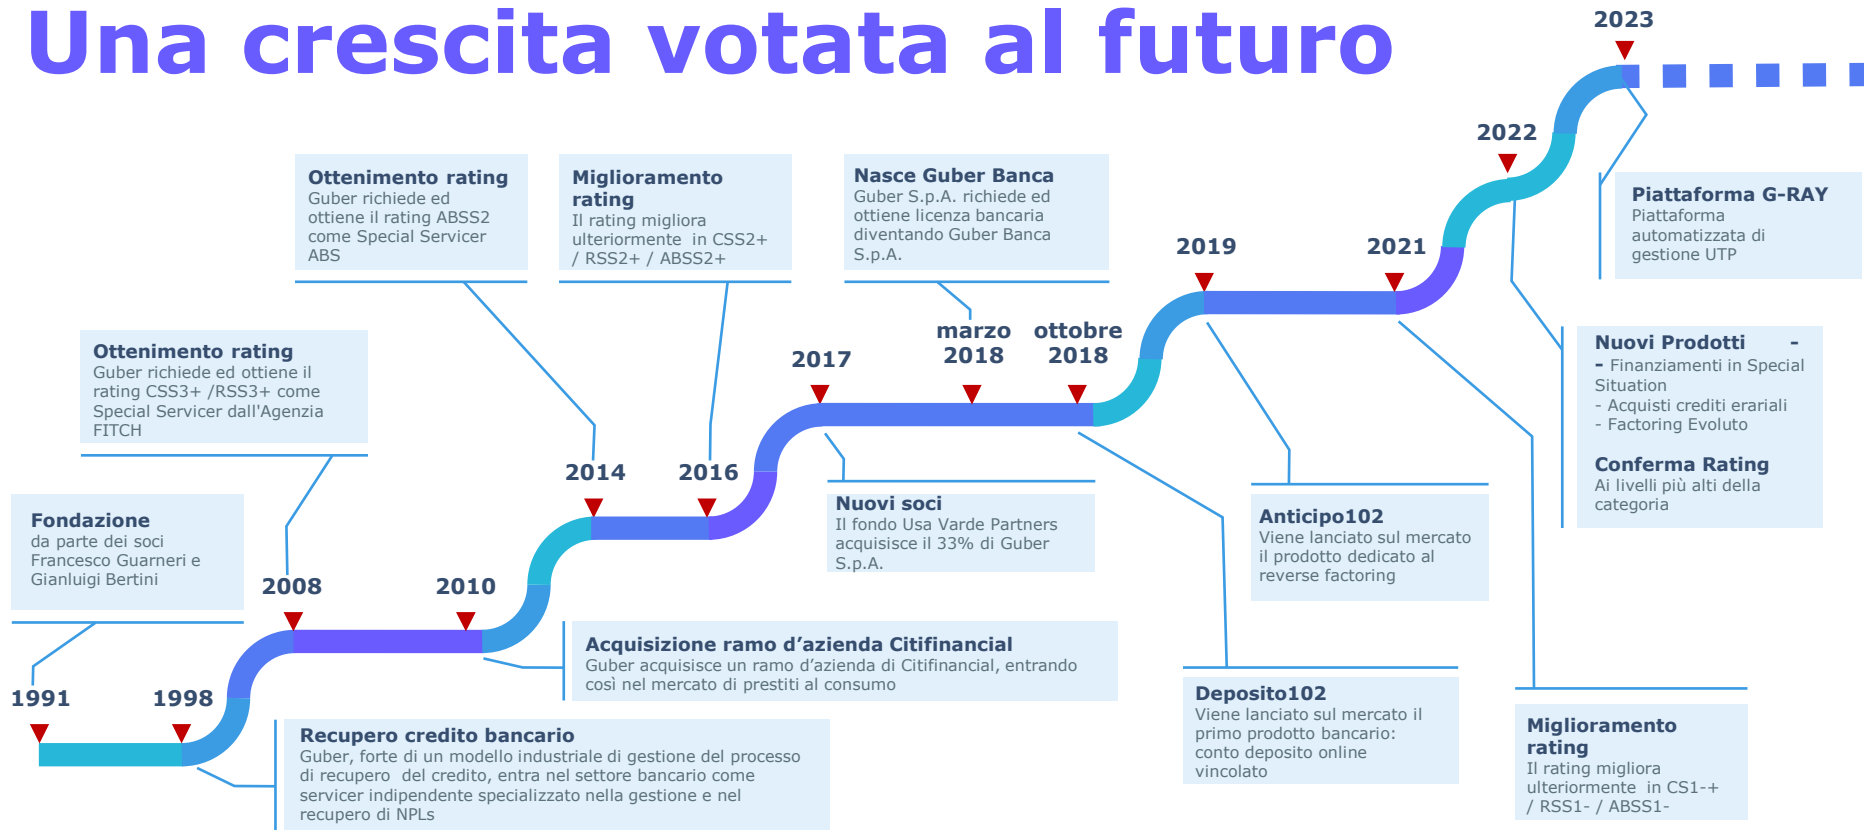 Una crescita votata al futuro
1991
Fondazione
da parte dei soci
Francesco Guarneri e
Gianluigi Bertini
1998
Recupero credito bancario
Guber, forte di un modello industriale di gestione del processo
di recupero  del credito, entra nel settore bancario come
servicer indipendente specializzato nella gestione e nel
recupero di NPLs
2008
Ottenimento rating
Guber richiede ed ottiene il
rating CSS3+ /RSS3+ come
Special Servicer dall'Agenzia
FITCH
2010
Acquisizione ramo d’azienda Citifinancial
Guber acquisisce un ramo d’azienda di Citifinancial, entrando
così nel mercato di prestiti al consumo
2014
Ottenimento rating
Guber richiede ed
ottiene il rating ABSS2
come Special Servicer
ABS
2016
Miglioramento
rating
Il rating migliora
ulteriormente  in CSS2+
/ RSS2+ / ABSS2+
2017
Nuovi soci
Il fondo Usa Varde Partners
acquisisce il 33% di Guber
S.p.A.
marzo
2018
Nasce Guber Banca
Guber S.p.A. richiede ed
ottiene licenza bancaria
diventando Guber Banca
S.p.A.
ottobre
2018
Deposito102
Viene lanciato sul mercato il
primo prodotto bancario:
conto deposito online
vincolato
2019
Anticipo102
Viene lanciato sul mercato
il prodotto dedicato al
reverse factoring
2021
Miglioramento
rating
Il rating migliora
ulteriormente  in CS1-+
/ RSS1- / ABSS1-
2022
Nuovi Prodotti -
- Finanziamenti in Special
Situation
- Acquisti crediti erariali
- Factoring Evoluto
Conferma Rating
Ai livelli più alti della
categoria
2023
Piattaforma G-RAY
Piattaforma
automatizzata di
gestione UTP